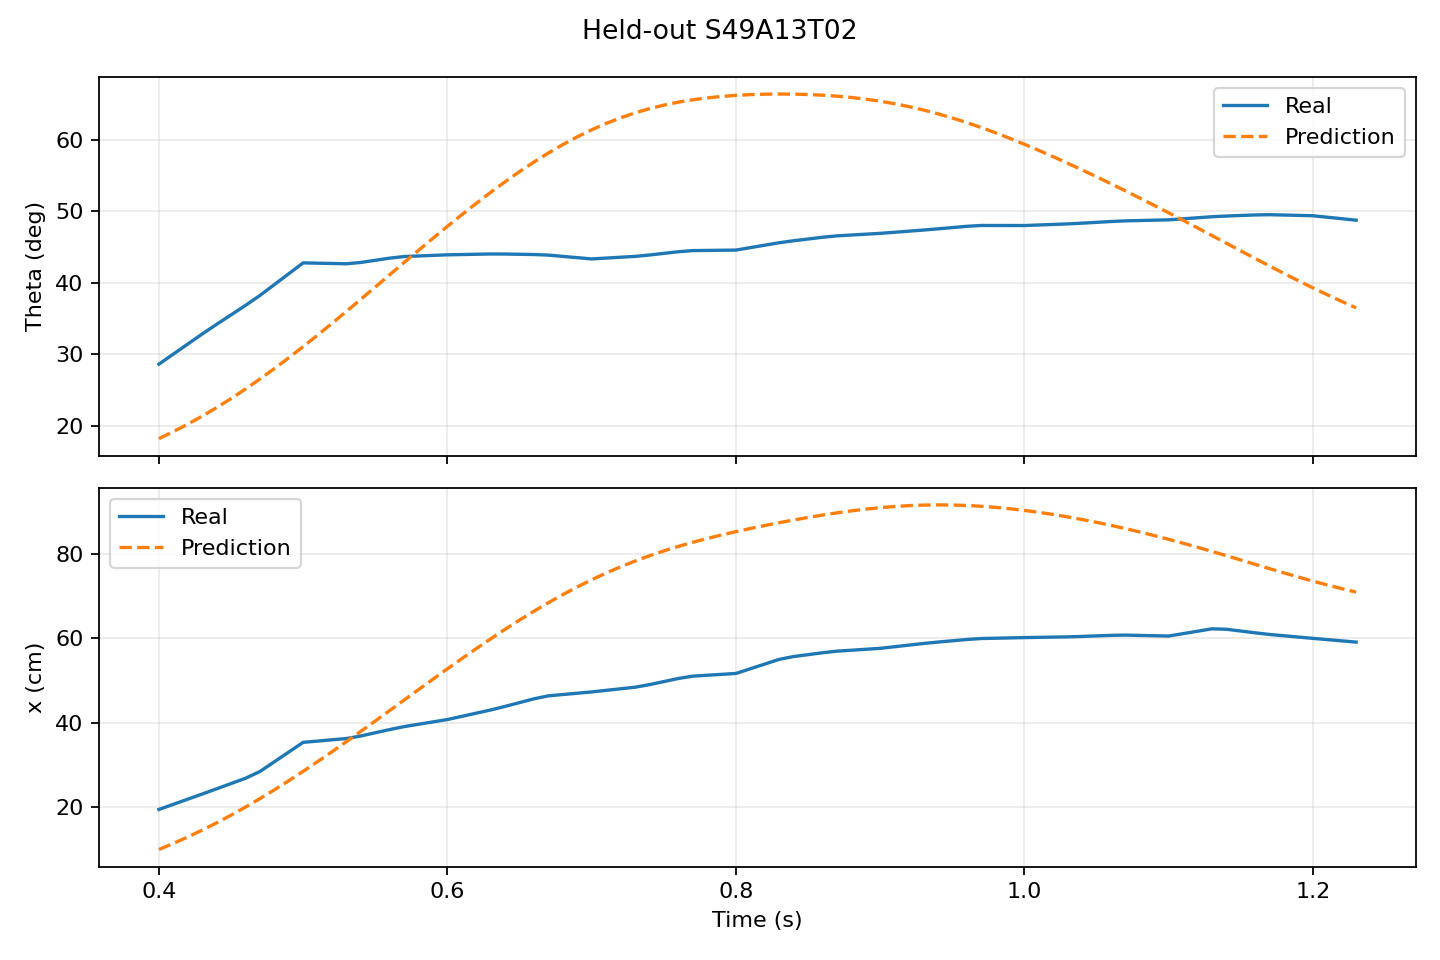 Held-out S49A13T02
Theta (deg)
60
50
40
30
20
Real
Prediction
x (cm)
80
60
40
20
Real
Prediction
0.4 0.6 0.8 1.0 1.2
Time (s)